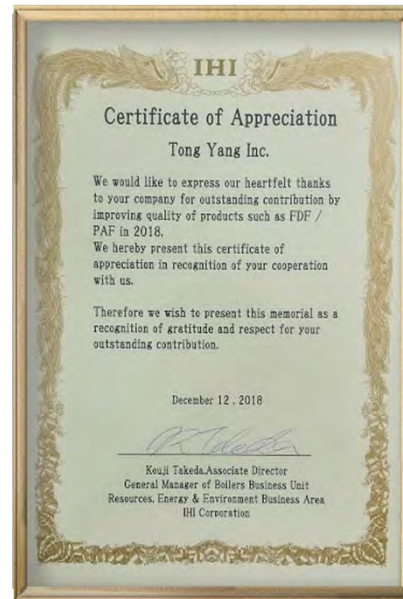 IHI
Certificate of Appreciation
Tong Yang Inc.
We would like to express our heartfelt thanks
to your company for outstanding contribution by
improving quality of products such as FDF /
PAF in 2018.
We hereby present this certificate of
appreciation in recognition of your cooperation
with us.
Therefore we wish to present this memorial as a
recognition of gratitude and respect for your
outstanding contribution.
December 12 , 2018
K Takeda
Kouji Takeda.Associate Director
General Manager of Boilers Business Unit
Resources, Energy & Environment Business Area
IHI Corporation